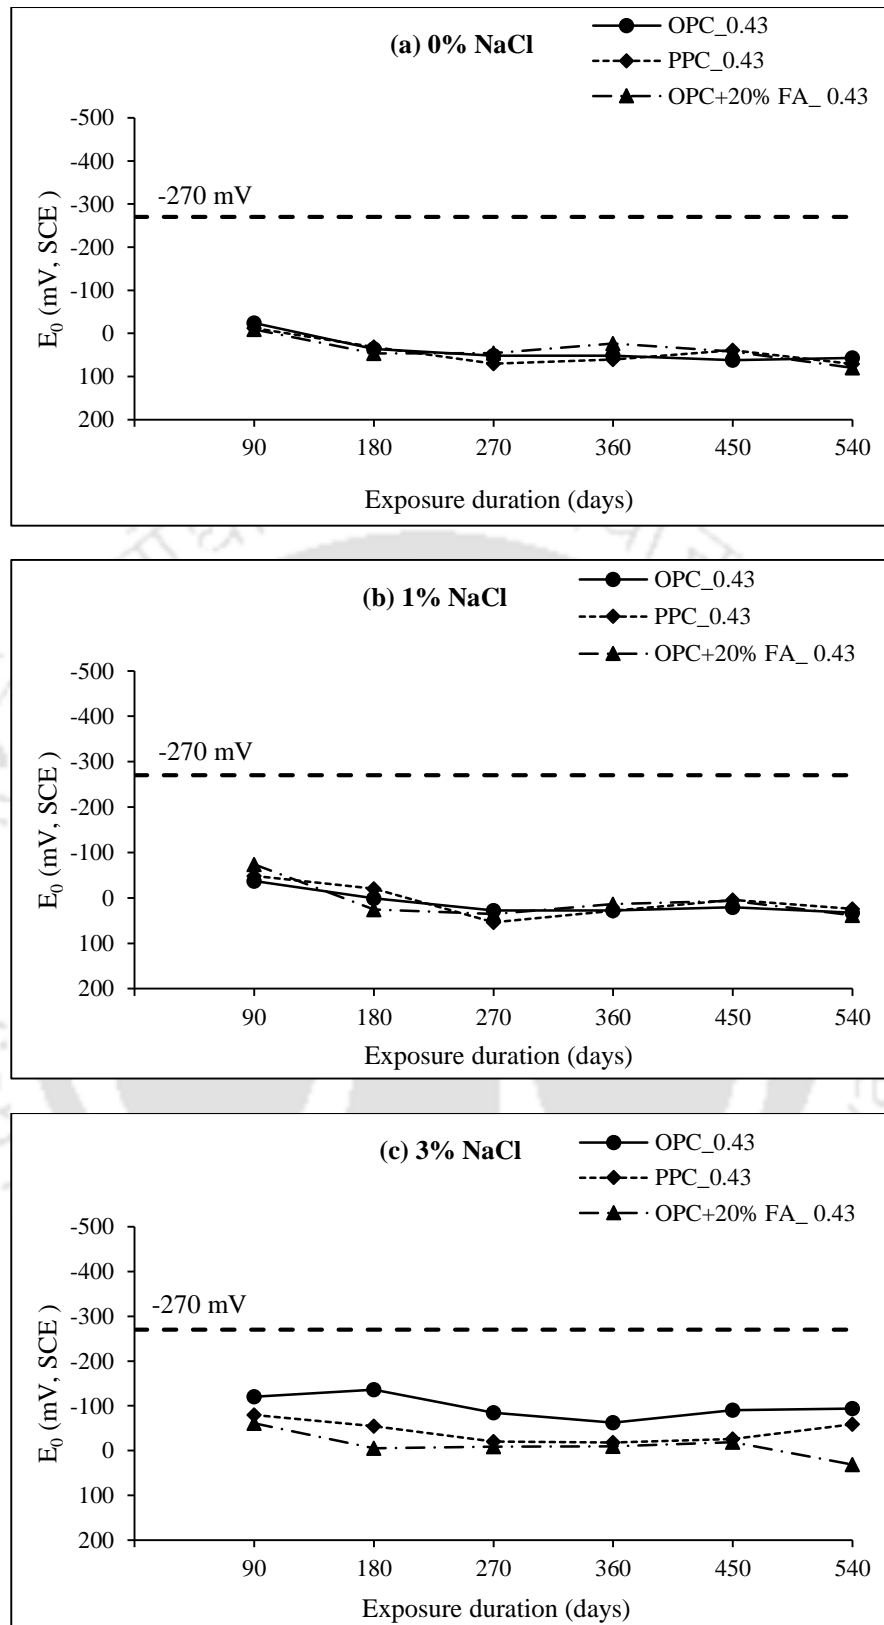 (a) 0% NaCl
OPC_0.43
PPC_0.43
OPC+20% FA_ 0.43
-500
-400
-300
-200
-100
0
100
200
-270 mV
E0 (mV, SCE )
90 180 270 360 450 540
Exposure duration (days)
(b) 1% NaCl
OPC_0.43
PPC_0.43
OPC+20% FA_ 0.43
-500
-400
-300
-200
-100
0
100
200
-270 mV
E0 (mV, SCE )
90 180 270 360 450 540
Exposure duration (days)
(c) 3% NaCl
OPC_0.43
PPC_0.43
OPC+20% FA_ 0.43
-500
-400
-300
-200
-100
0
100
200
-270 mV
E0 (mV, SCE )
90 180 270 360 450 540
Exposure duration (days)